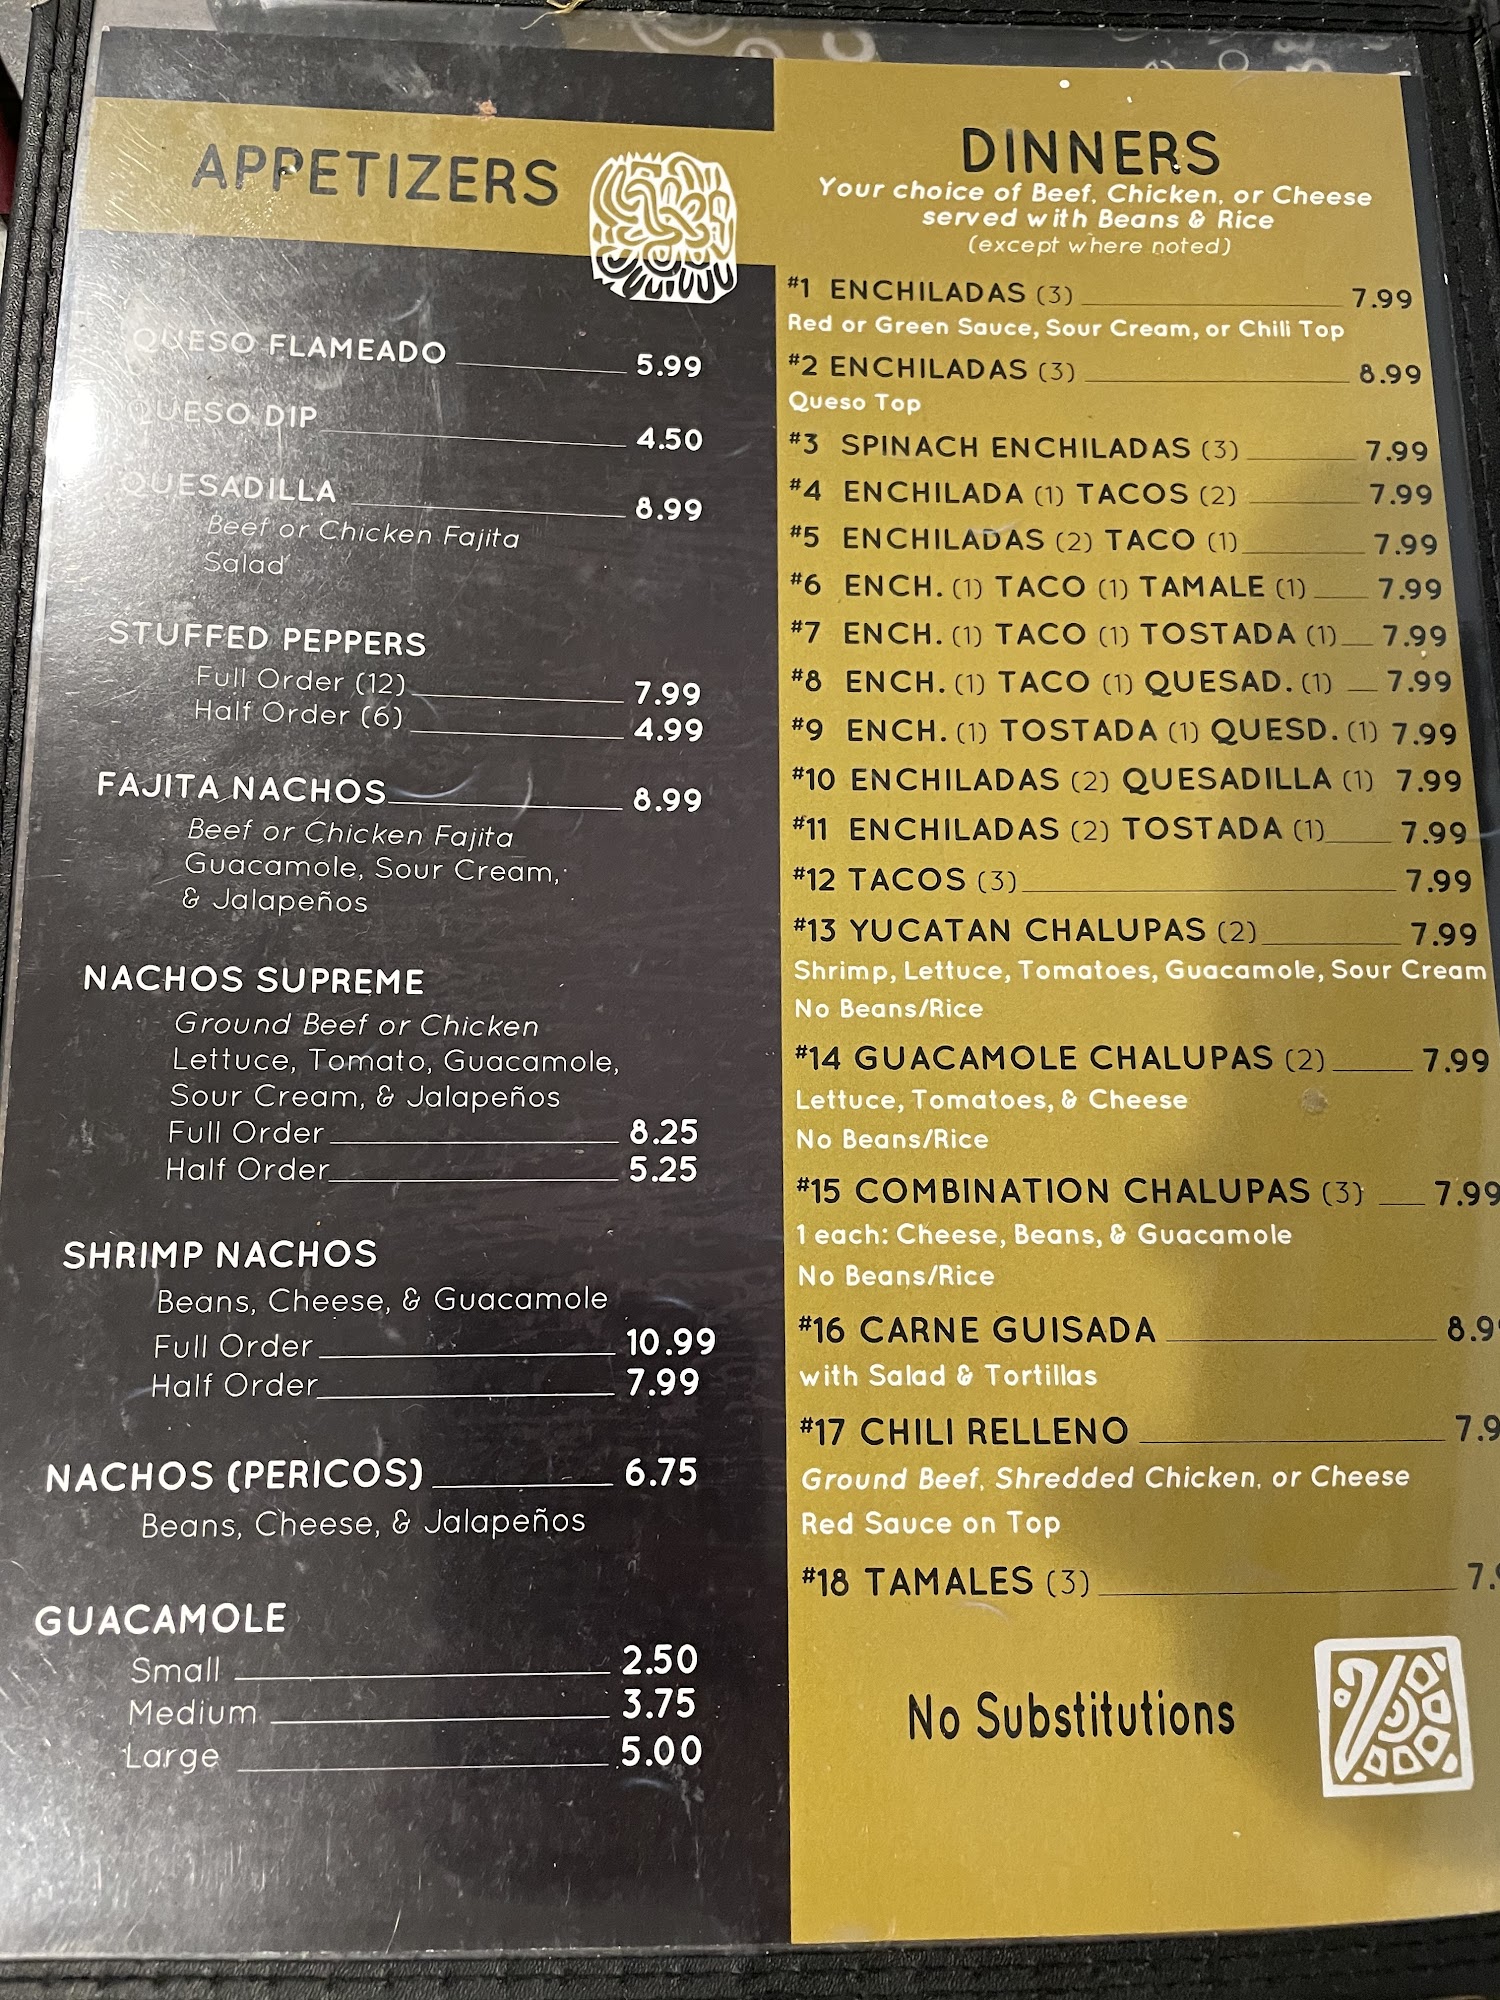 APPETIZERS
QUESO FLAMEADO 5.99
QUESO DIP 4.50
QUESADILLA 8.99
Beef or Chicken Fajita
Salad
STUFFED PEPPERS
Full Order (12) 7.99
Half Order (6) 4.99
FAJITA NACHOS 8.99
Beef or Chicken Fajita
Guacamole, Sour Cream,
& Jalapeños
NACHOS SUPREME
Ground Beef or Chicken
Lettuce, Tomato, Guacamole,
Sour Cream, & Jalapeños
Full Order 8.25
Half Order 5.25
SHRIMP NACHOS
Beans, Cheese, & Guacamole
Full Order 10.99
Half Order 7.99
NACHOS (PERICOS) 6.75
Beans, Cheese, & Jalapeños
GUACAMOLE
Small 2.50
Medium 3.75
Large 5.00
DINNERS
Your choice of Beef, Chicken, or Cheese
served with Beans & Rice
(except where noted)
#1 ENCHILADAS (3) 7.99
Red or Green Sauce, Sour Cream, or Chili Top
#2 ENCHILADAS (3) 8.99
Queso Top
#3 SPINACH ENCHILADAS (3) 7.99
#4 ENCHILADA (1) TACOS (2) 7.99
#5 ENCHILADAS (2) TACO (1) 7.99
#6 ENCH. (1) TACO (1) TAMALE (1) 7.99
#7 ENCH. (1) TACO (1) TOSTADA (1) 7.99
#8 ENCH. (1) TACO (1) QUESAD. (1) 7.99
#9 ENCH. (1) TOSTADA (1) QUESD. (1) 7.99
#10 ENCHILADAS (2) QUESADILLA (1) 7.99
#11 ENCHILADAS (2) TOSTADA (1) 7.99
#12 TACOS (3) 7.99
#13 YUCATAN CHALUPAS (2) 7.99
Shrimp, Lettuce, Tomatoes, Guacamole, Sour Cream
No Beans/Rice
#14 GUACAMOLE CHALUPAS (2) 7.99
Lettuce, Tomatoes, & Cheese
No Beans/Rice
#15 COMBINATION CHALUPAS (3) 7.99
1 each: Cheese, Beans, & Guacamole
No Beans/Rice
#16 CARNE GUISADA 8.9
with Salad & Tortillas
#17 CHILI RELLENO 7.9
Ground Beef, Shredded Chicken, or Cheese
Red Sauce on Top
#18 TAMALES (3) 7.
No Substitutions